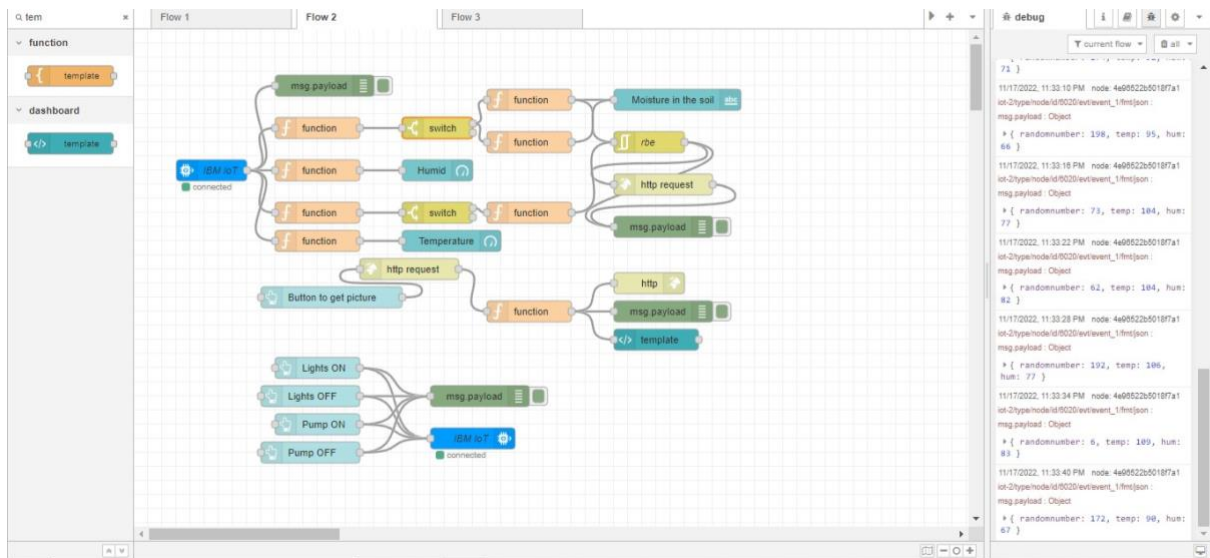 tem
Flow 1
Flow 2
Flow 3
debug
i
function
template
dashboard
template
current flow
all
msg.payload
function
Moisture in the soil
abc
function
switch
function
rbe
IBM IoT
connected
function
Humid
http request
function
switch
function
msg.payload
function
Temperature
http request
Button to get picture
function
http
msg.payload
template
Lights ON
Lights OFF
msg.payload
Pump ON
IBM IoT
connected
Pump OFF
71 }
11/17/2022, 11:33:10 PM node: 4e96522b5018f7a1
iot-2/type/node/id/6020/evt/event_1/fmt/json :
msg.payload : Object
{ randomnumber: 198, temp: 95, hum:
66 }
11/17/2022, 11:33:16 PM node: 4e96522b5018f7a1
iot-2/type/node/id/6020/evt/event_1/fmt/json :
msg.payload : Object
{ randomnumber: 73, temp: 104, hum:
77 }
11/17/2022, 11:33:22 PM node: 4e96522b5018f7a1
iot-2/type/node/id/6020/evt/event_1/fmt/json :
msg.payload : Object
{ randomnumber: 62, temp: 104, hum:
82 }
11/17/2022, 11:33:28 PM node: 4e96522b5018f7a1
iot-2/type/node/id/6020/evt/event_1/fmt/json :
msg.payload : Object
{ randomnumber: 192, temp: 106,
hum: 77 }
11/17/2022, 11:33:34 PM node: 4e96522b5018f7a1
iot-2/type/node/id/6020/evt/event_1/fmt/json :
msg.payload : Object
{ randomnumber: 6, temp: 109, hum:
83 }
11/17/2022, 11:33:40 PM node: 4e96522b5018f7a1
iot-2/type/node/id/6020/evt/event_1/fmt/json :
msg.payload : Object
{ randomnumber: 172, temp: 90, hum:
67 }